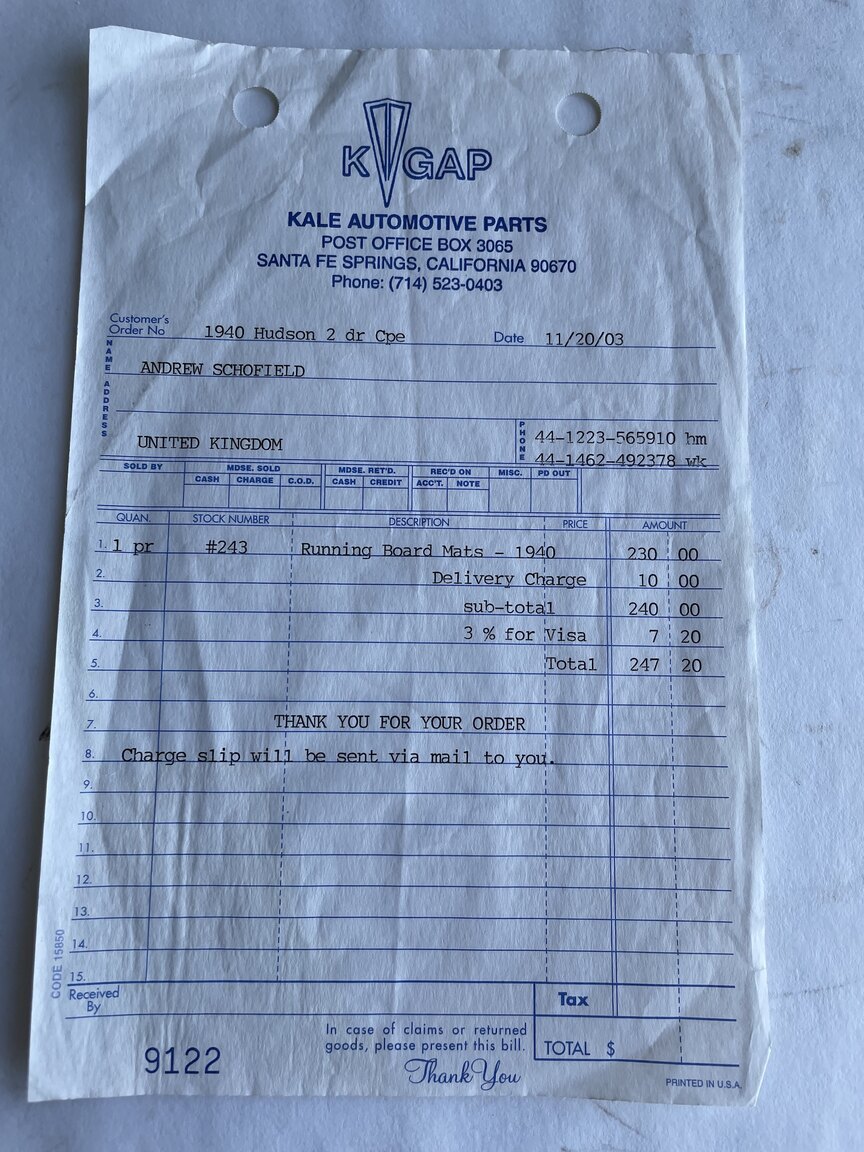 K GAP
KALE AUTOMOTIVE PARTS
POST OFFICE BOX 3065
SANTA FE SPRINGS, CALIFORNIA 90670
Phone: (714) 523-0403
Customer's
Order No 1940 Hudson 2 dr Cpe Date 11/20/03
NAME ANDREW SCHOFIELD
ADDRESS
UNITED KINGDOM PHONE 44-1223-565910 hm
44-1462-492378 wk
SOLD BY MDSE. SOLD MDSE. RET'D. REC'D ON MISC. PD OUT
CASH CHARGE C.O.D. CASH CREDIT ACC'T. NOTE
QUAN. STOCK NUMBER DESCRIPTION PRICE AMOUNT
1. 1 pr #243 Running Board Mats - 1940 230 00
2. Delivery Charge 10 00
3. sub-total 240 00
4. 3 % for Visa 7 20
5. Total 247 20
6.
7. THANK YOU FOR YOUR ORDER
8. Charge slip will be sent via mail to you.
9.
10.
11.
12.
13.
14.
15.
CODE 15850
Received
By
Tax
In case of claims or returned
goods, please present this bill.
TOTAL $
9122
Thank You
PRINTED IN U.S.A.